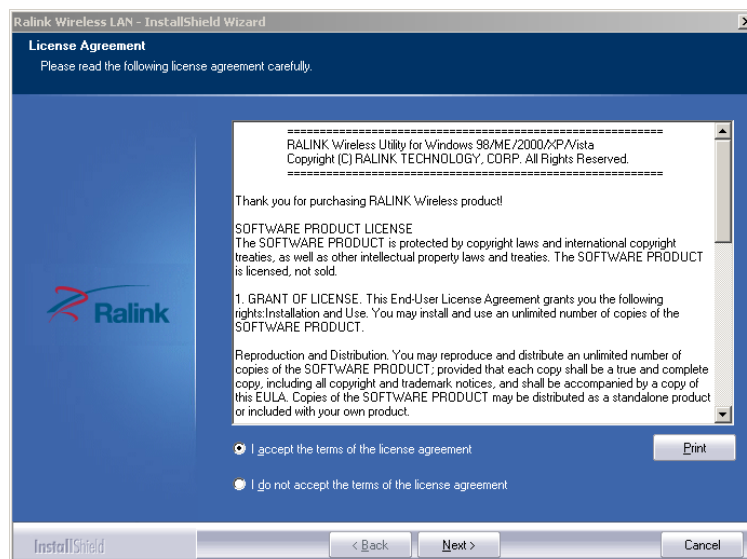 Ralink Wireless LAN - InstallShield Wizard
License Agreement
Please read the following license agreement carefully.
==================================================
RALINK Wireless Utility for Windows 98/ME/2000/XP/Vista
Copyright (C) RALINK TECHNOLOGY, CORP. All Rights Reserved.
==================================================
Thank you for purchasing RALINK Wireless product!
SOFTWARE PRODUCT LICENSE
The SOFTWARE PRODUCT is protected by copyright laws and international copyright
treaties, as well as other intellectual property laws and treaties. The SOFTWARE PRODUCT
is licensed, not sold.
1. GRANT OF LICENSE. This End-User License Agreement grants you the following
rights:Installation and Use. You may install and use an unlimited number of copies of the
SOFTWARE PRODUCT.
Reproduction and Distribution. You may reproduce and distribute an unlimited number of
copies of the SOFTWARE PRODUCT; provided that each copy shall be a true and complete
copy, including all copyright and trademark notices, and shall be accompanied by a copy of
this EULA. Copies of the SOFTWARE PRODUCT may be distributed as a standalone product
or included with your own product.
Ralink
I accept the terms of the license agreement
Print
I do not accept the terms of the license agreement
InstallShield
< Back
Next >
Cancel